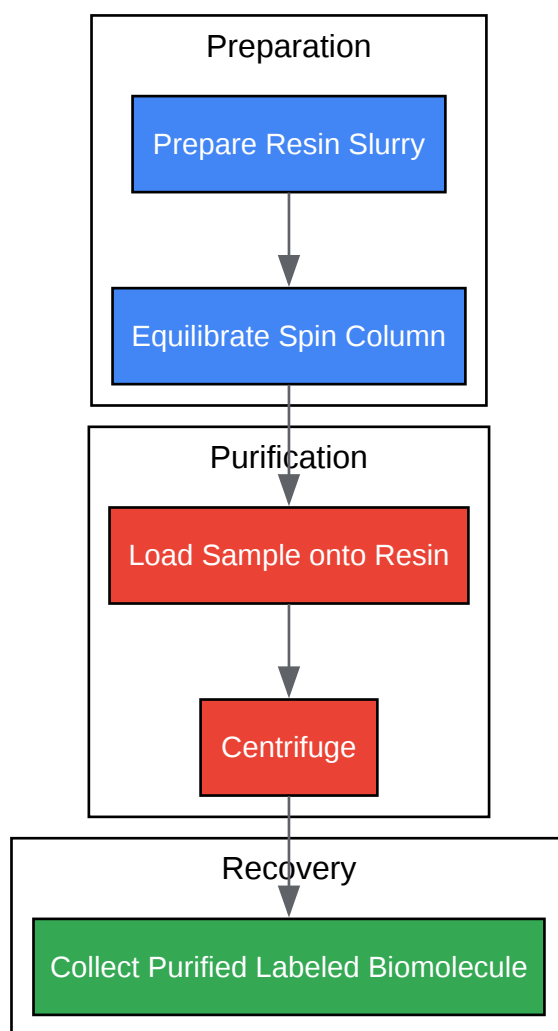 Preparation
Prepare Resin Slurry
Equilibrate Spin Column
Purification
Load Sample onto Resin
Centrifuge
Recovery
Collect Purified Labeled Biomolecule